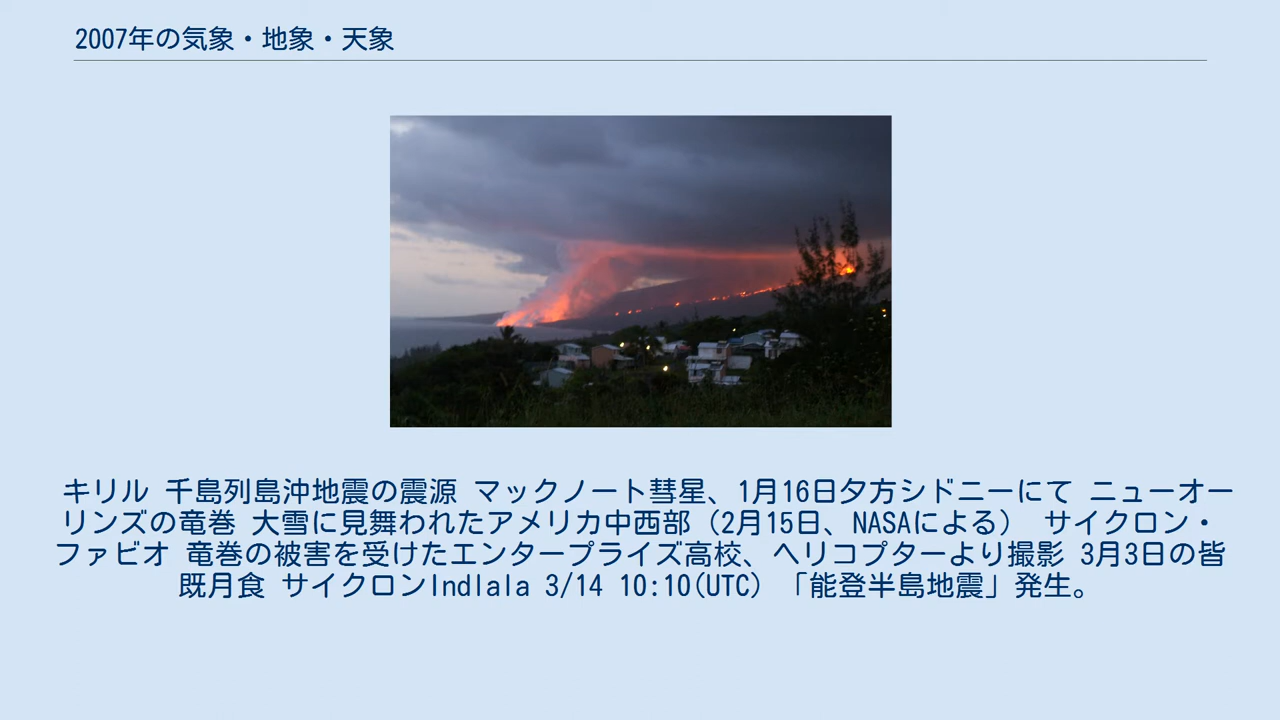 2007年の気象・地象・天象
キリル 千島列島沖地震の震源 マックノート彗星、1月16日夕方シドニーにて ニューオー
リンズの竜巻 大雪に見舞われたアメリカ中西部（2月15日、NASAによる） サイクロン・
ファビオ 竜巻の被害を受けたエンタープライズ高校、ヘリコプターより撮影 3月3日の皆
既月食 サイクロンIndlala 3/14 10:10(UTC) 「能登半島地震」発生。